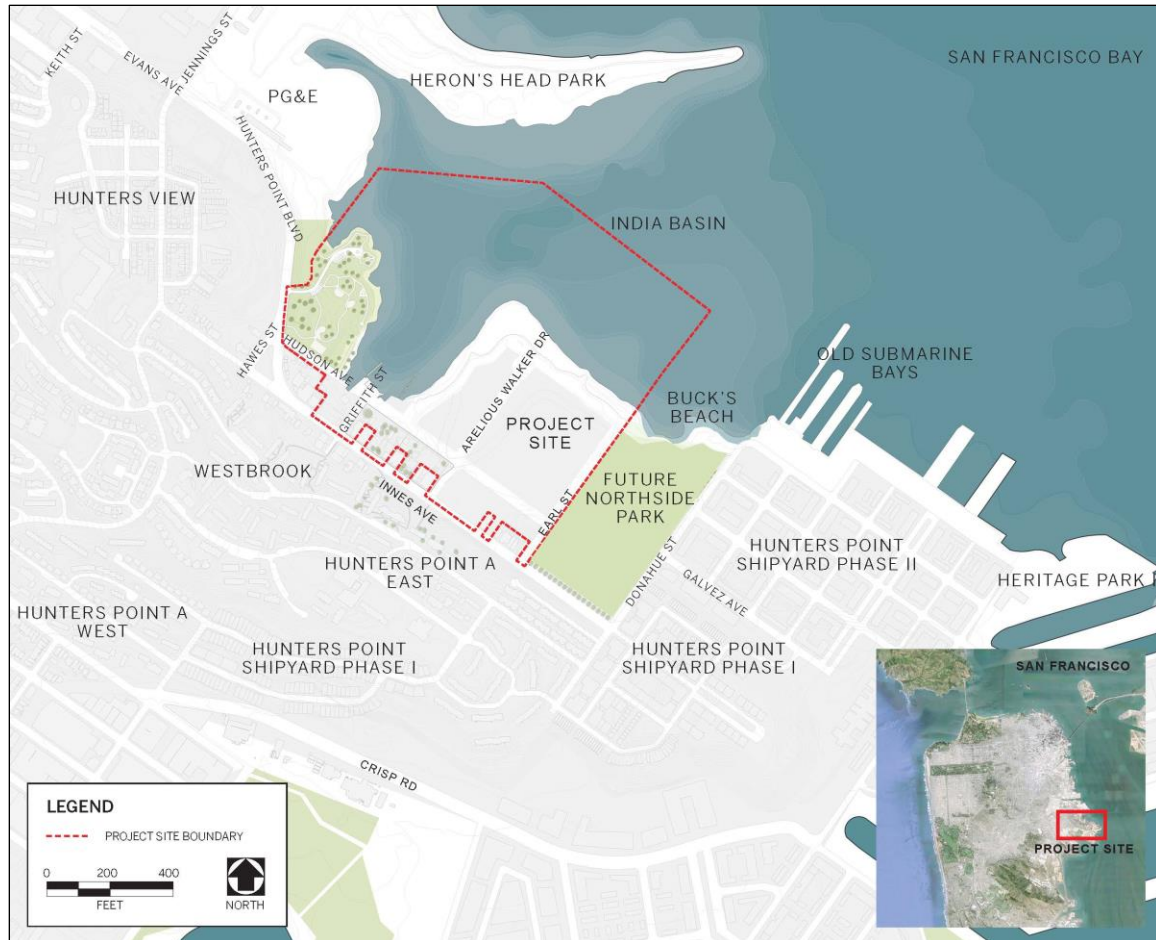 KEITH ST
EVANS AVE
JENNINGS ST
SAN FRANCISCO BAY
HERON'S HEAD PARK
PG&E
HUNTERS POINT BLVD
HUNTERS VIEW
INDIA BASIN
HAWES ST
HUDSON AVE
GRIFFITH ST
ARELIOUS WALKER DR
OLD SUBMARINE
BAYS
BUCK'S
BEACH
PROJECT
SITE
WESTBROOK
INNES AVE
EARL ST
FUTURE
NORTHSIDE
PARK
DONAHUE ST
GALVEZ AVE
HUNTERS POINT
SHIPYARD PHASE II
HERITAGE PARK
HUNTERS POINT A
EAST
HUNTERS POINT A
WEST
HUNTERS POINT
SHIPYARD PHASE I
HUNTERS POINT
SHIPYARD PHASE I
CRISP RD
SAN FRANCISCO
PROJECT SITE
LEGEND
PROJECT SITE BOUNDARY
0 200 400
FEET
NORTH